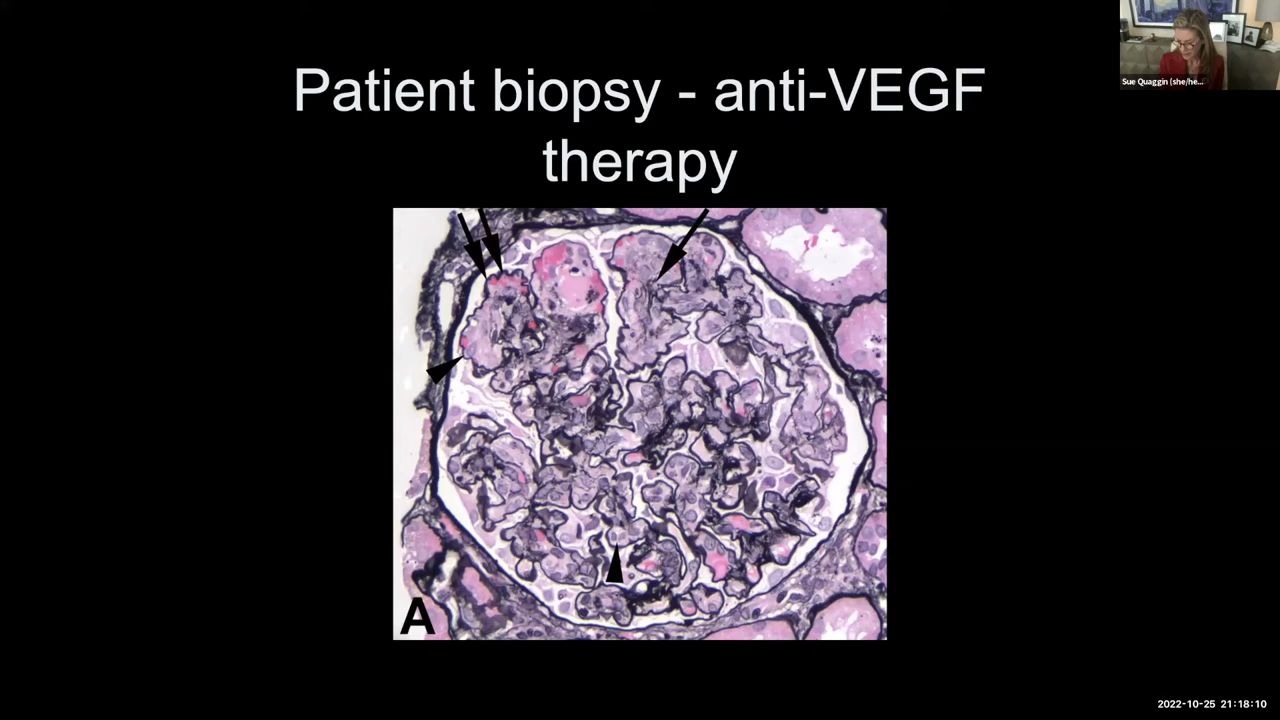 Patient biopsy - anti-VEGF
therapy
Sue Quaggin (she/he...
A
2022-10-25 21:18:10